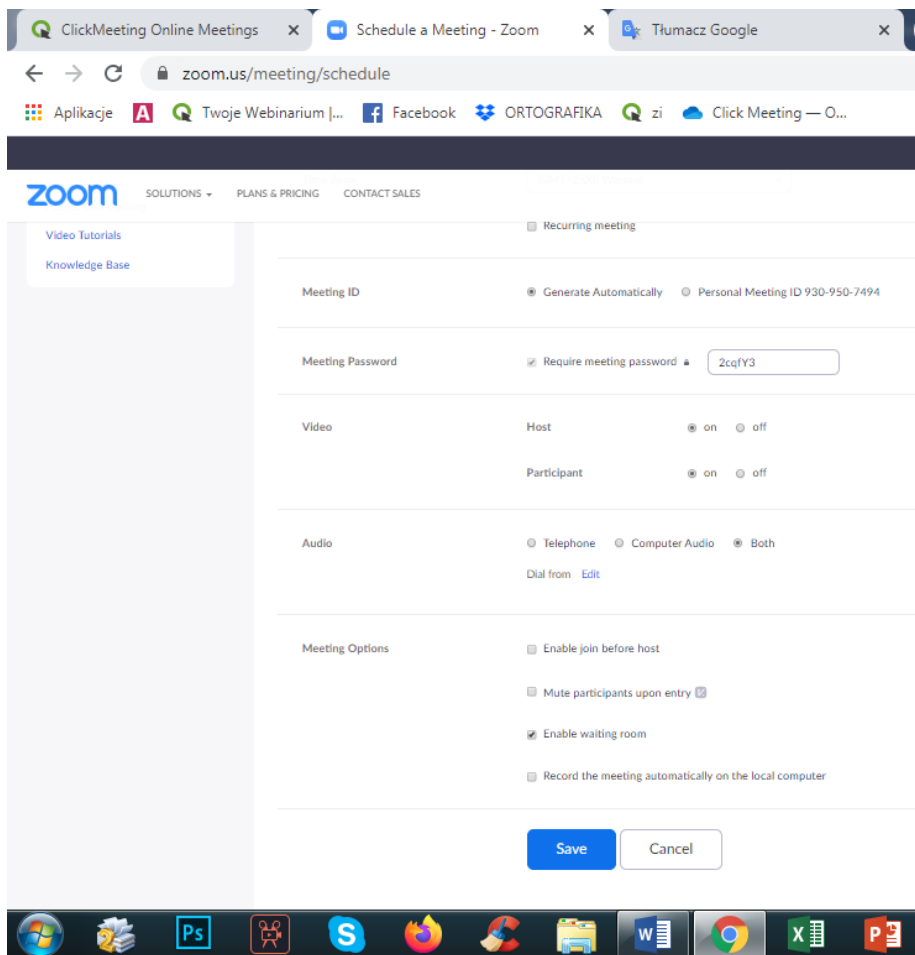 ClickMeeting Online Meetings
Schedule a Meeting - Zoom
Tłumacz Google
zoom.us/meeting/schedule
Aplikacje A Twoje Webinarium |... Facebook ORTOGRAFIKA zi Click Meeting — O...
zoom SOLUTIONS PLANS & PRICING CONTACT SALES
Video Tutorials
Recurring meeting
Knowledge Base
Meeting ID Generate Automatically Personal Meeting ID 930-950-7494
Meeting Password Require meeting password 2cqfY3
Video Host on off
Participant on off
Audio Telephone Computer Audio Both
Dial from Edit
Meeting Options Enable join before host
Mute participants upon entry
Enable waiting room
Record the meeting automatically on the local computer
Save Cancel
Ps